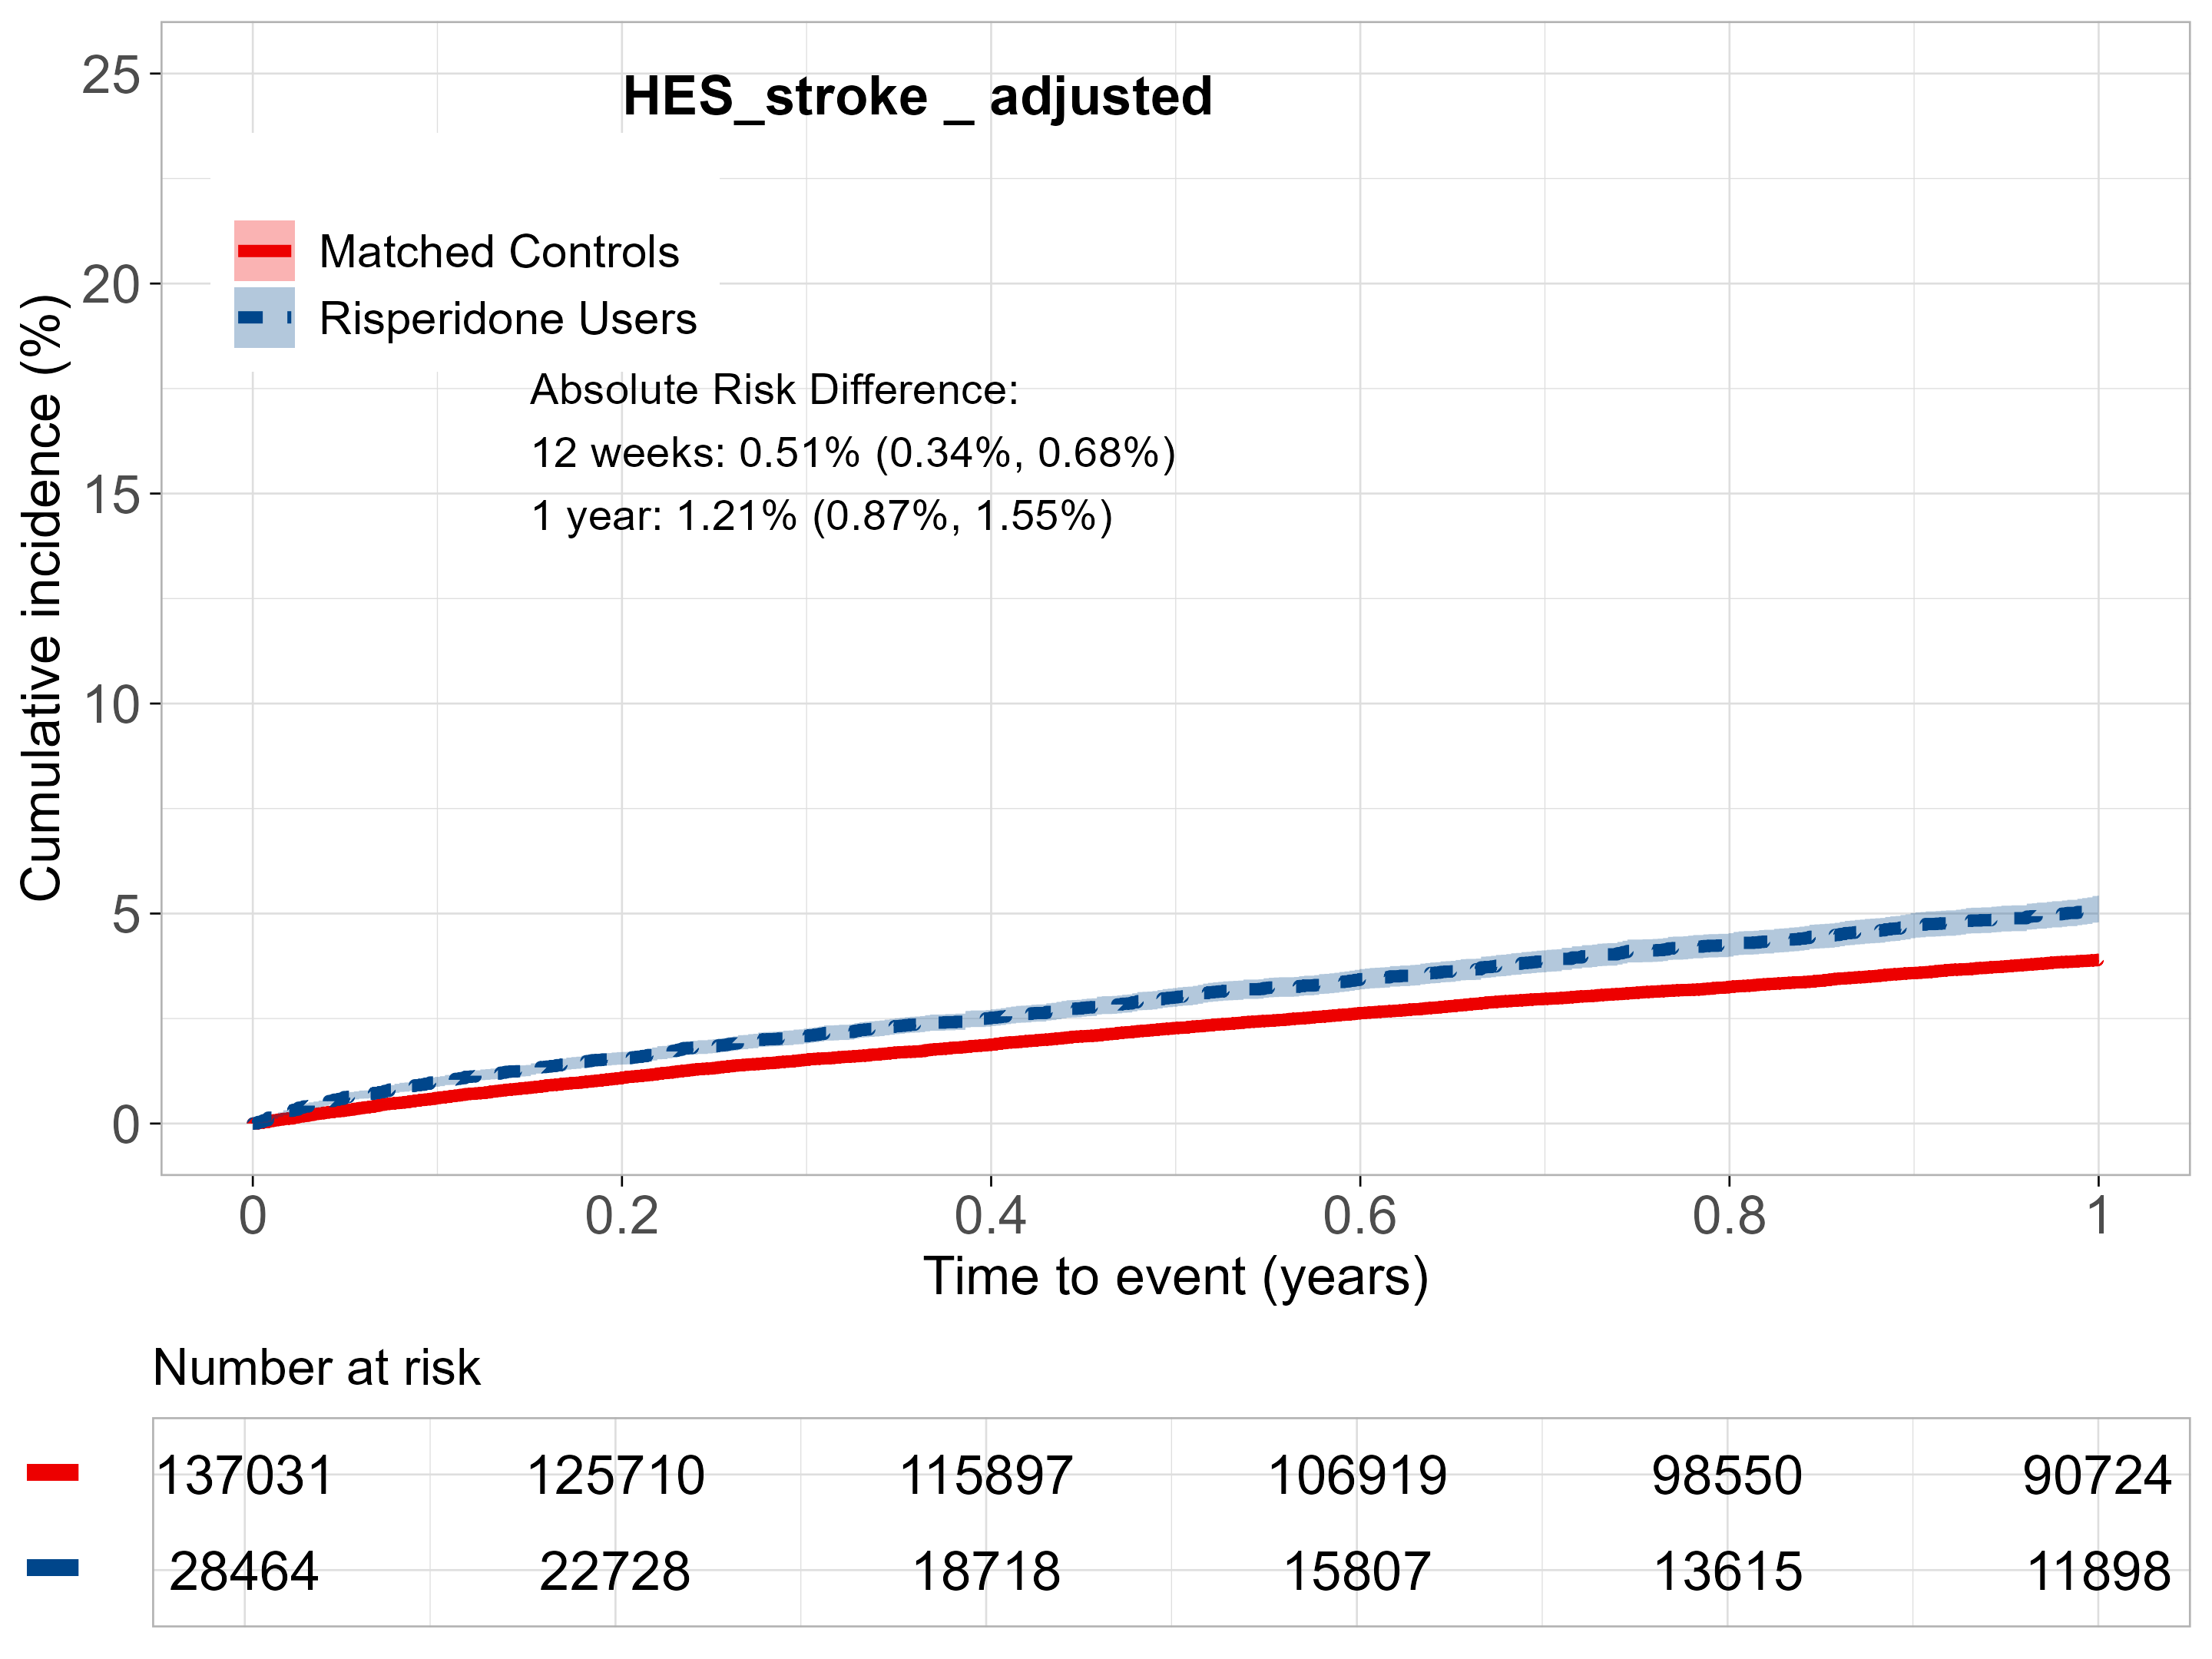 HES_stroke _ adjusted
Matched Controls
Risperidone Users
Absolute Risk Difference:
12 weeks: 0.51% (0.34%, 0.68%)
1 year: 1.21% (0.87%, 1.55%)
Cumulative incidence (%)
25
20
15
10
5
0
0 0.2 0.4 0.6 0.8 1
Time to event (years)
Number at risk
137031 125710 115897 106919 98550 90724
28464 22728 18718 15807 13615 11898